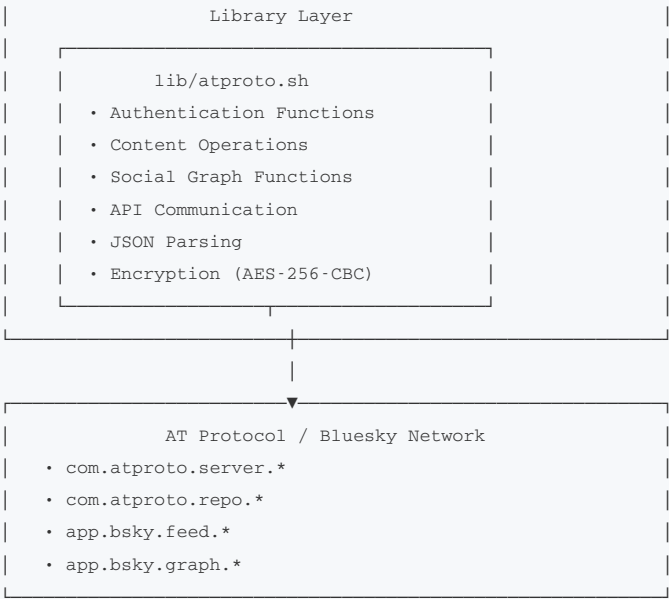 Library Layer
lib/atproto.sh
• Authentication Functions
• Content Operations
• Social Graph Functions
• API Communication
• JSON Parsing
• Encryption (AES-256-CBC)
AT Protocol / Bluesky Network
• com.atproto.server.*
• com.atproto.repo.*
• app.bsky.feed.*
• app.bsky.graph.*